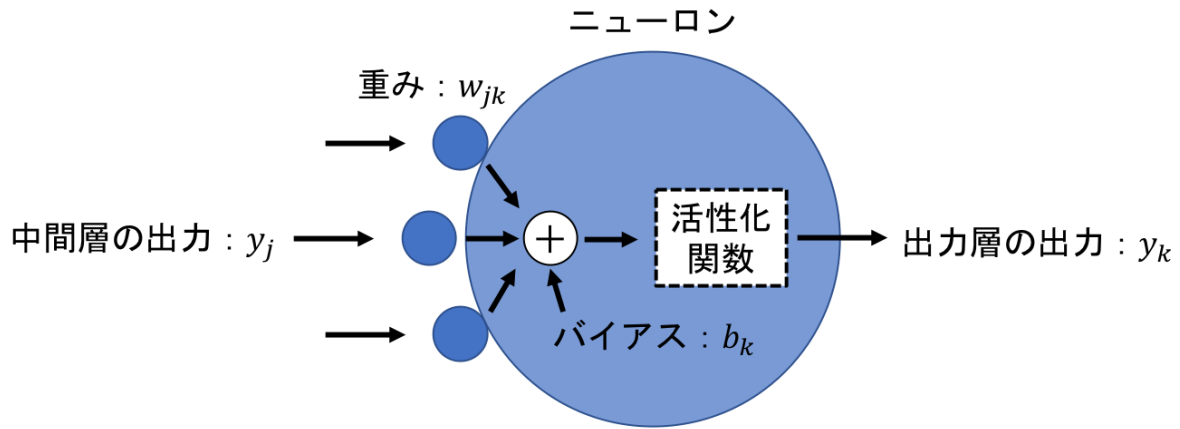 ニューロン
重み：w_{jk}
中間層の出力：y_j
+
活性化
関数
出力層の出力：y_k
バイアス：b_k